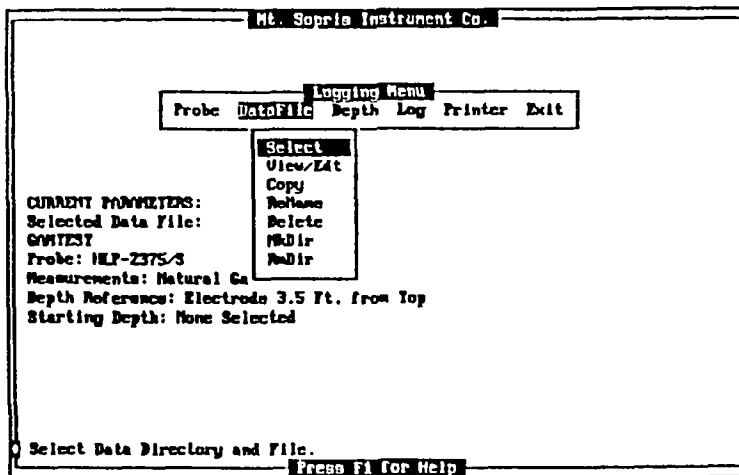 Mt. Sopris Instrument Co.
Logging Menu
Probe DataFile Depth Log Printer Exit
Select
View/Edt
Copy
ReName
Delete
MkDir
RmDir
CURRENT PARAMETERS:
Selected Data File:
GAMTEST
Probe: HLP-2375/S
Measurements: Natural Ga
Depth Reference: Electrode 3.5 Ft. from Top
Starting Depth: None Selected
Select Data Directory and File.
Press F1 for Help